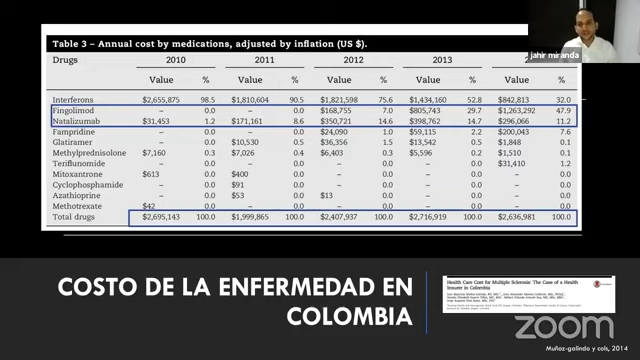 Table 3 – Annual cost by medications, adjusted by inflation (US $).
Drugs 2010 2011 2012 2013
Value % Value % Value % Value % Value %
Interferons $2,655,875 98.5 $1,810,604 90.5 $1,821,598 75.6 $1,434,160 52.8 $842,813 32.0
Fingolimod – 0.0 – 0.0 $168,755 7.0 $805,743 29.7 $1,263,292 47.9
Natalizumab $31,453 1.2 $171,161 8.6 $350,721 14.6 $398,762 14.7 $296,066 11.2
Fampridine – 0.0 – 0.0 $24,090 1.0 $59,115 2.2 $200,043 7.6
Glatiramer – 0.0 $10,530 0.5 $36,356 1.5 $13,542 0.5 $1,848 0.1
Methylprednisolone $7,160 0.3 $7,026 0.4 $6,403 0.3 $5,596 0.2 $1,510 0.1
Teriflunomide – 0.0 – 0.0 – 0.0 – 0.0 $31,410 1.2
Mitoxantrone $613 0.0 $400 0.0 – 0.0 – 0.0 – 0.0
Cyclophosphamide – 0.0 $91 0.0 – 0.0 – 0.0 – 0.0
Azathioprine – 0.0 $53 0.0 $13 0.0 – 0.0 – 0.0
Methotrexate $42 0.0 – 0.0 – 0.0 – 0.0 – 0.0
Total drugs $2,695,143 100.0 $1,999,865 100.0 $2,407,937 100.0 $2,716,919 100.0 $2,636,981 100.0
jahir miranda
COSTO DE LA ENFERMEDAD EN
COLOMBIA
Health Care Cost for Multiple Sclerosis: The Case of a Health
Insurer in Colombia
zoom
Muñoz-galindo y cols, 2014